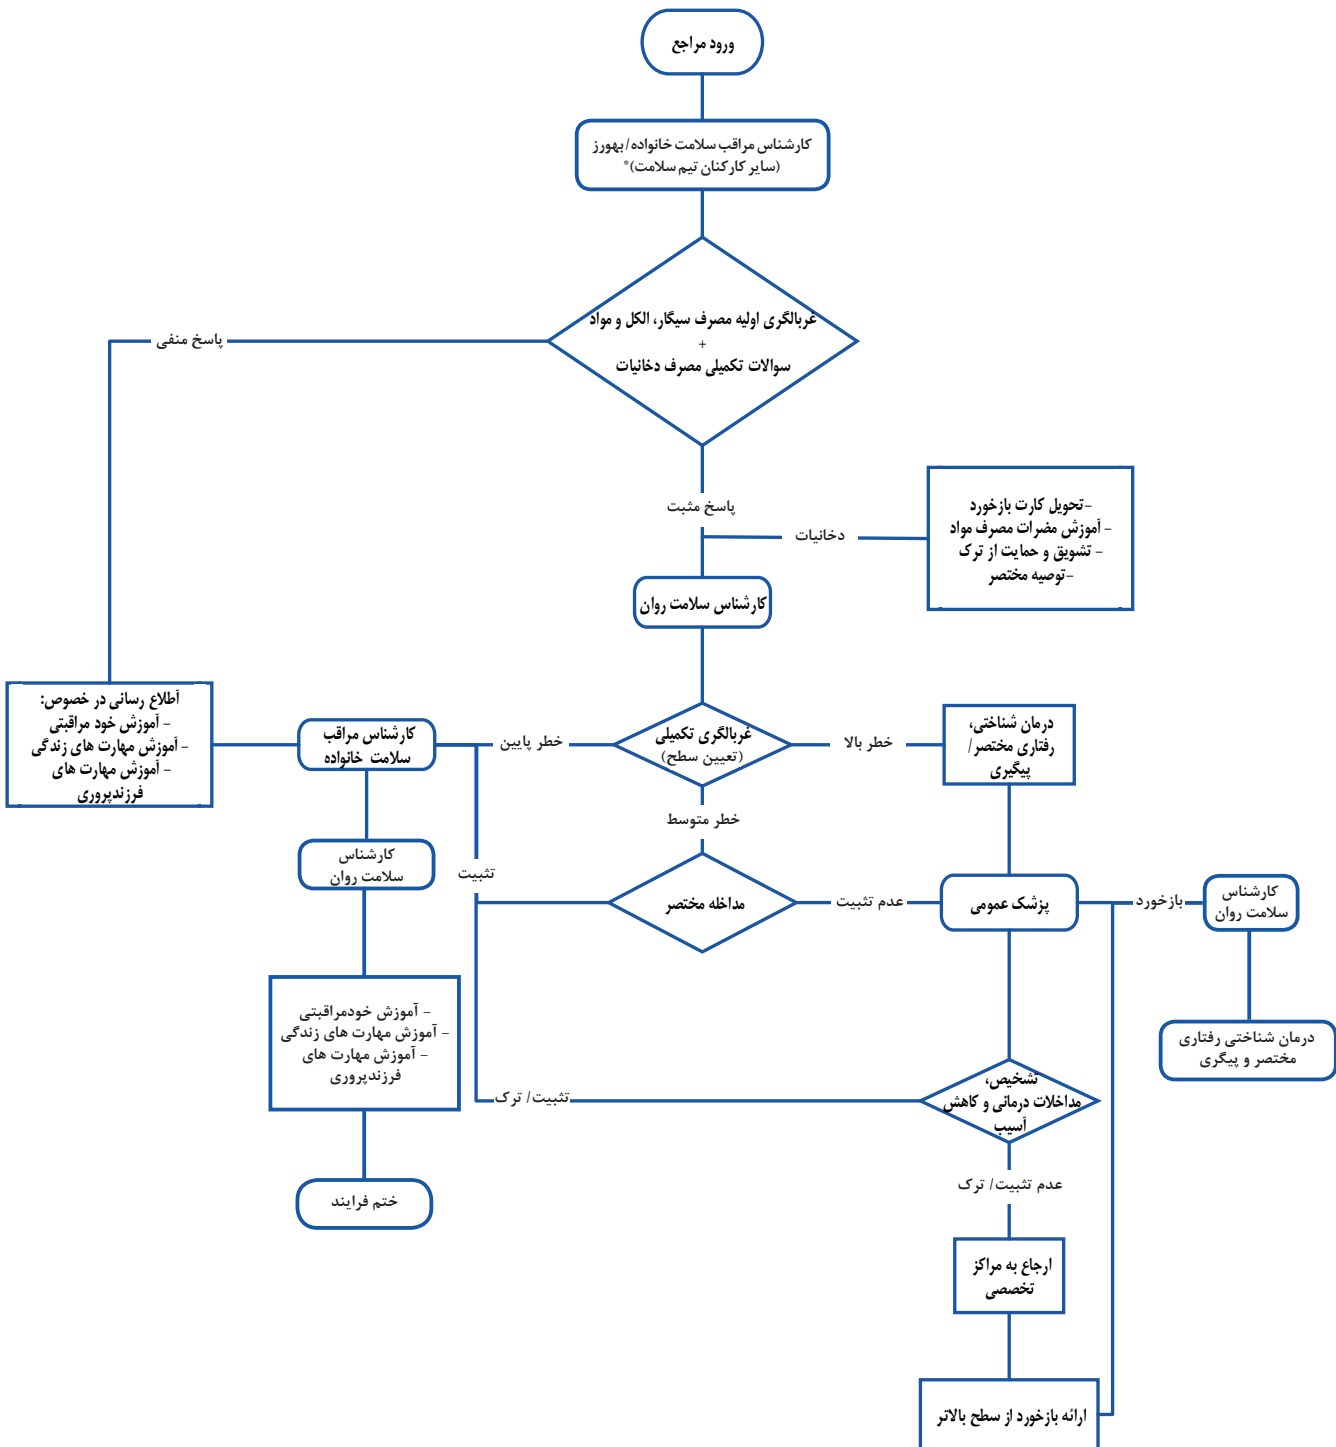 ورود مراجع
کارشناس مراقب سلامت خانواده/بهورز
(سایر کارکنان تیم سلامت)*
غربالگری اولیه مصرف سیگار، الکل و مواد
+
سوالات تکمیلی مصرف دخانیات
پاسخ منفی
پاسخ مثبت
دخانیات
-تحویل کارت بازخورد
- آموزش مضرات مصرف مواد
- تشویق و حمایت از ترک
-توصیه مختصر
کارشناس سلامت روان
اّطلاع رسانی در خصوص:
- آموزش خود مراقبتی
- آموزش مهارت های زندگی
- آموزش مهارت های
فرزندپروری
کارشناس مراقب
سلامت خانواده
خطر پایین
غربالگری تکمیلی
(تعیین سطح)
خطر بالا
درمان شناختی،
رفتاری مختصر/
پیگیری
خطر متوسط
کارشناس
سلامت روان
تثبیت
مداخله مختصر
عدم تثبیت
پزشک عمومی
بازخورد
کارشناس
سلامت روان
- آموزش خودمراقبتی
- آموزش مهارت های زندگی
- آموزش مهارت های
فرزندپروری
درمان شناختی رفتاری
مختصر و پیگری
تشخیص،
مداخلات درمانی و کاهش
آسیب
تثبیت/ ترک
عدم تثبیت/ ترک
ختم فرایند
ارجاع به مراکز
تخصصی
ارائه بازخورد از سطح بالاتر